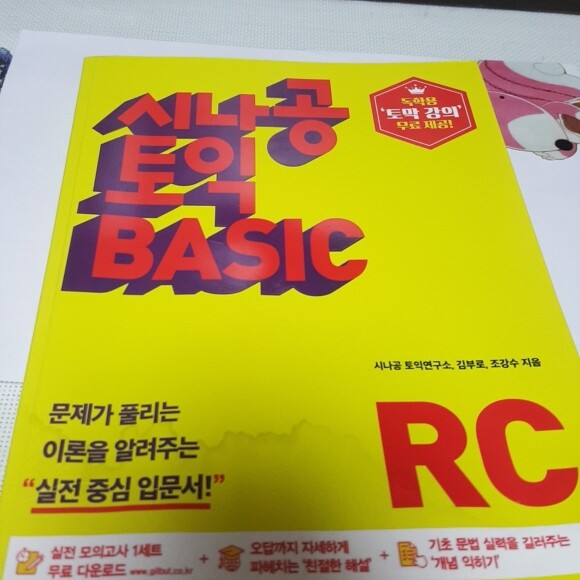 시나공
토익
BASIC
독학용
'토막 강의'
무료 제공!
시나공 토익연구소, 김부로, 조강수 지음
RC
문제가 풀리는
이론을 알려주는
"실전 중심 입문서!"
실전 모의고사 1세트
무료 다운로드 www.gilbut.co.kr
+
오답까지 자세하게
파헤치는 '친절한 해설'
+
기초 문법 실력을 길러주는
'개념 익히기'